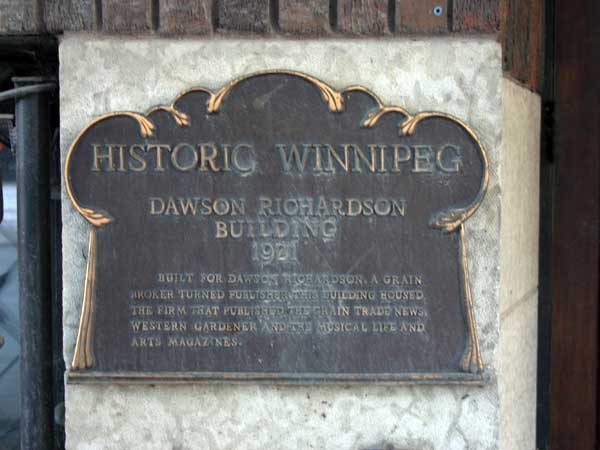 HISTORIC WINNIPEG
DAWSON RICHARDSON
BUILDING
1921
BUILT FOR DAWSON RICHARDSON, A GRAIN
BROKER TURNED PUBLISHER, THIS BUILDING HOUSED
THE FIRM THAT PUBLISHED THE GRAIN TRADE NEWS,
WESTERN GARDENER AND THE MUSICAL LIFE AND
ARTS MAGAZINES.